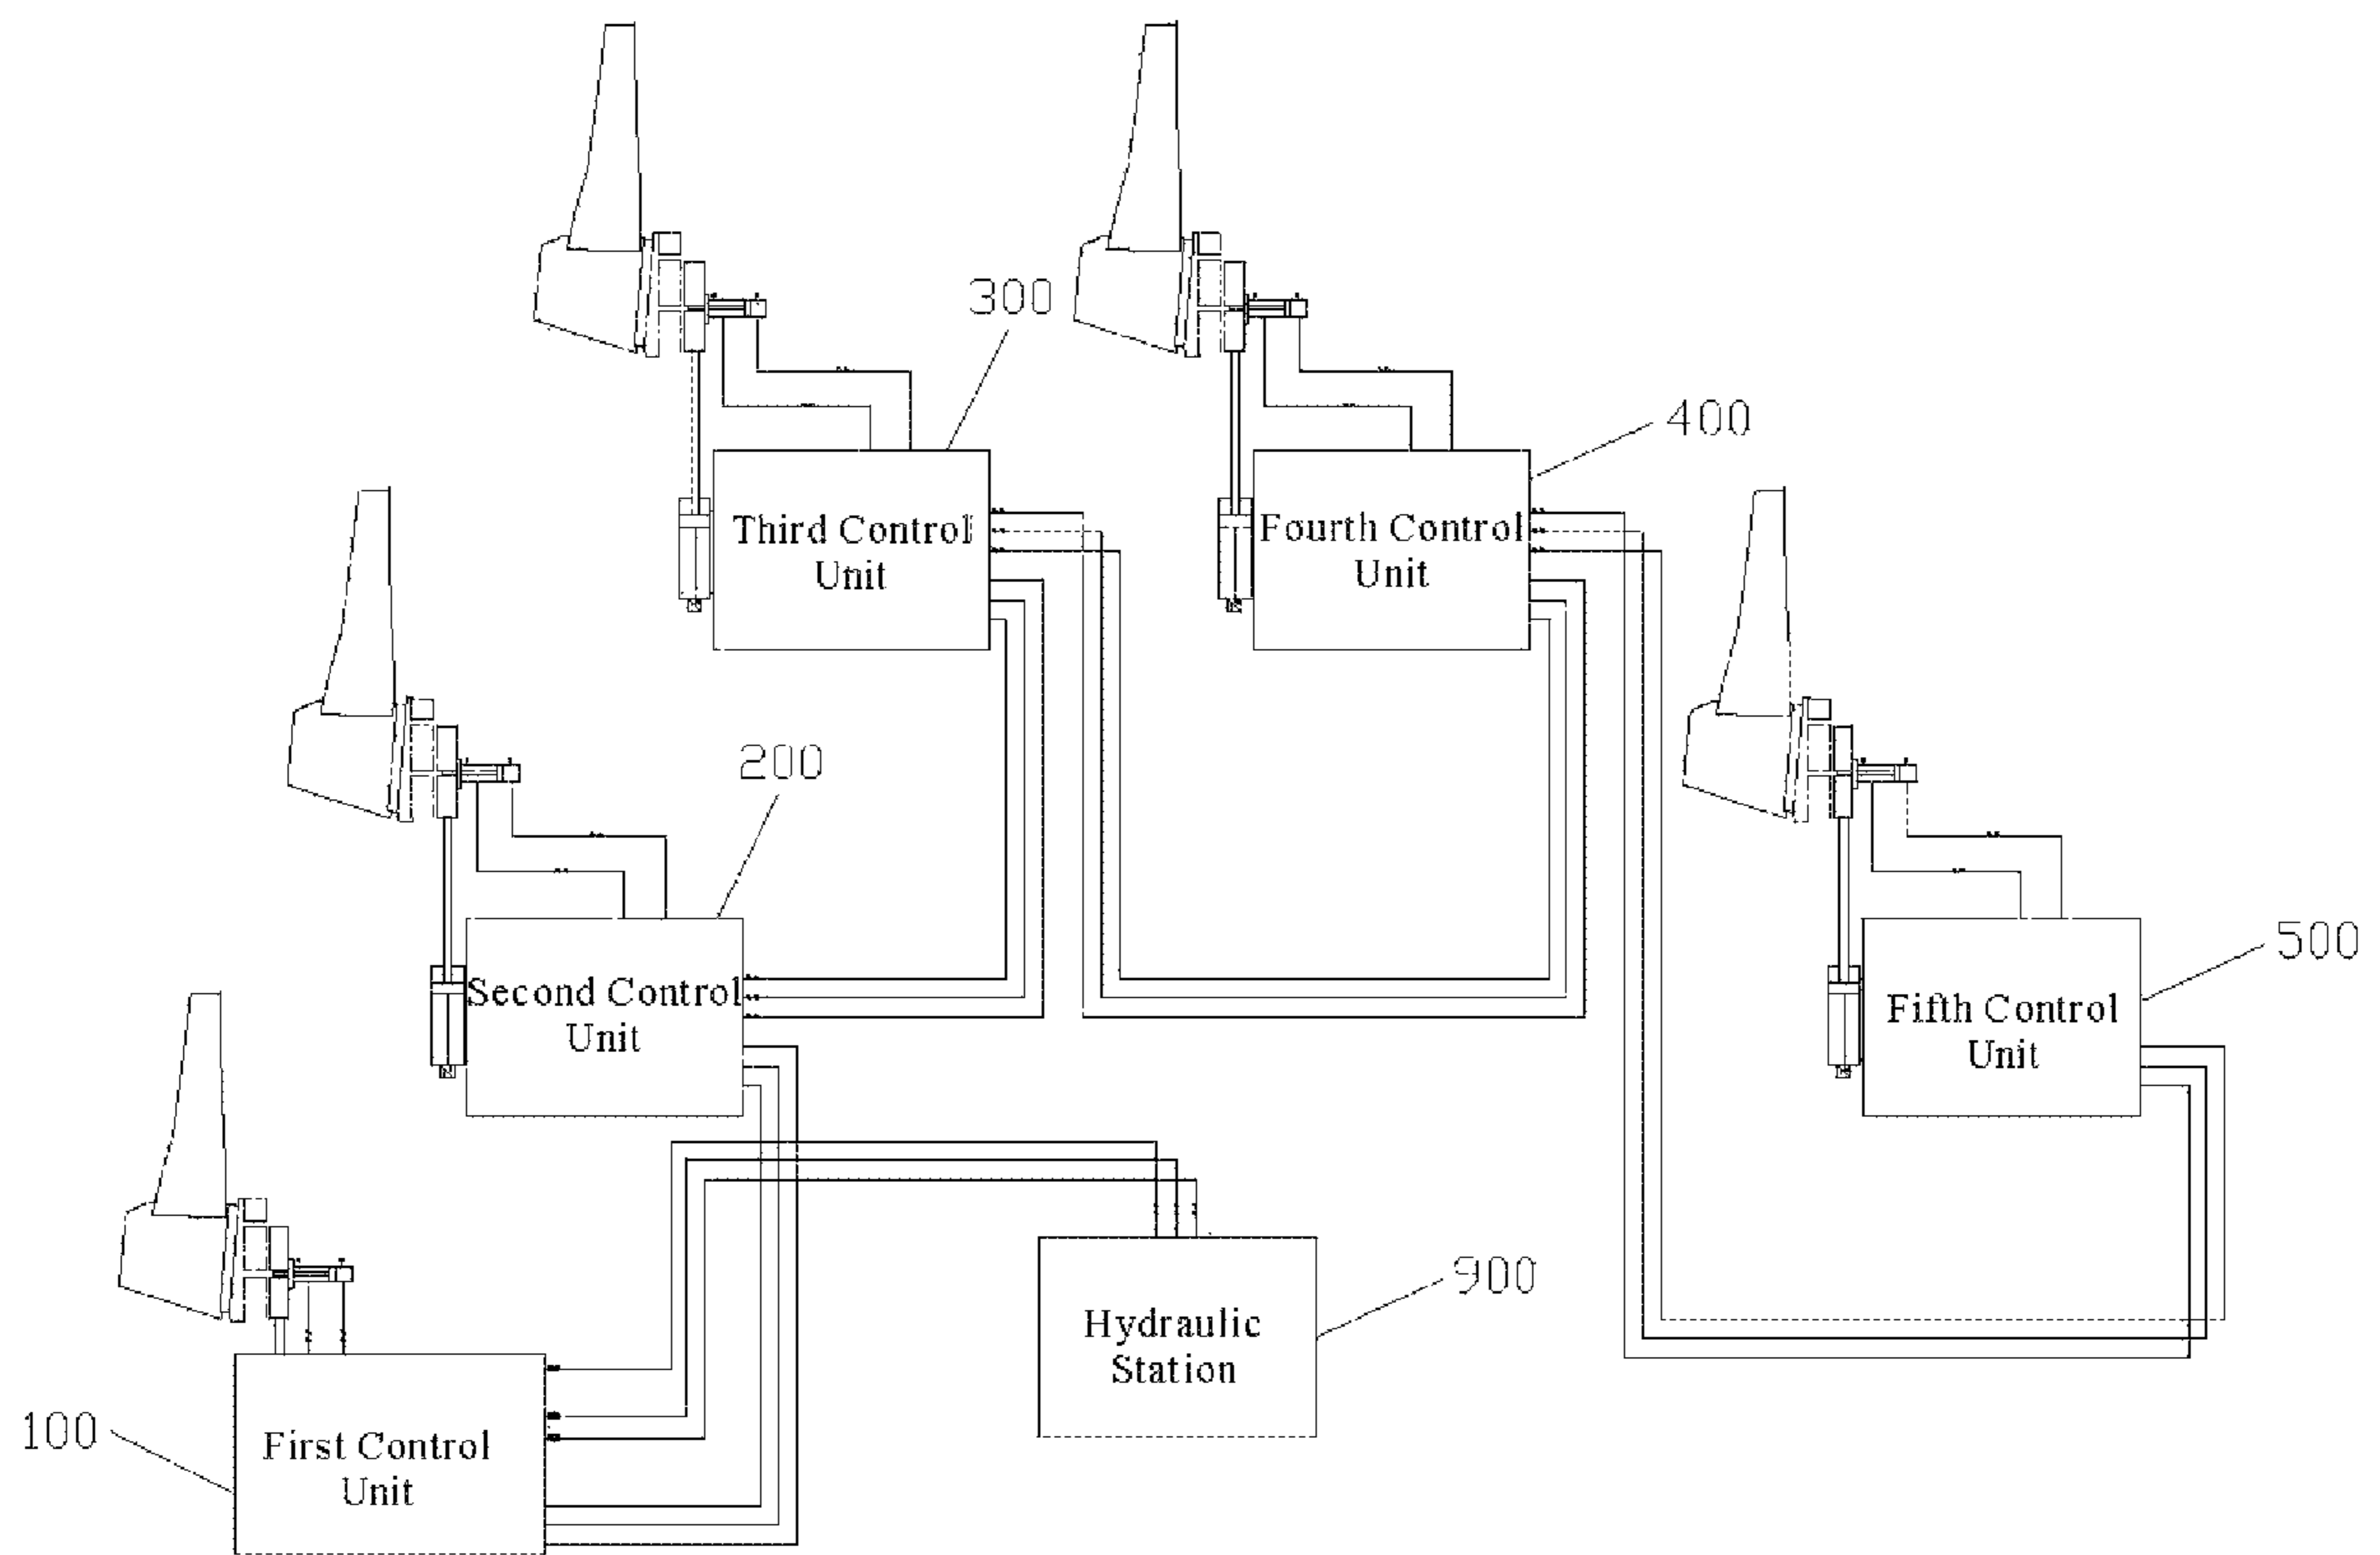 300
400
Third Control
Unit
Fourth Control
Unit
200
500
Second Control
Unit
Fifth Control
Unit
900
Hydraulic
Station
100
First Control
Unit